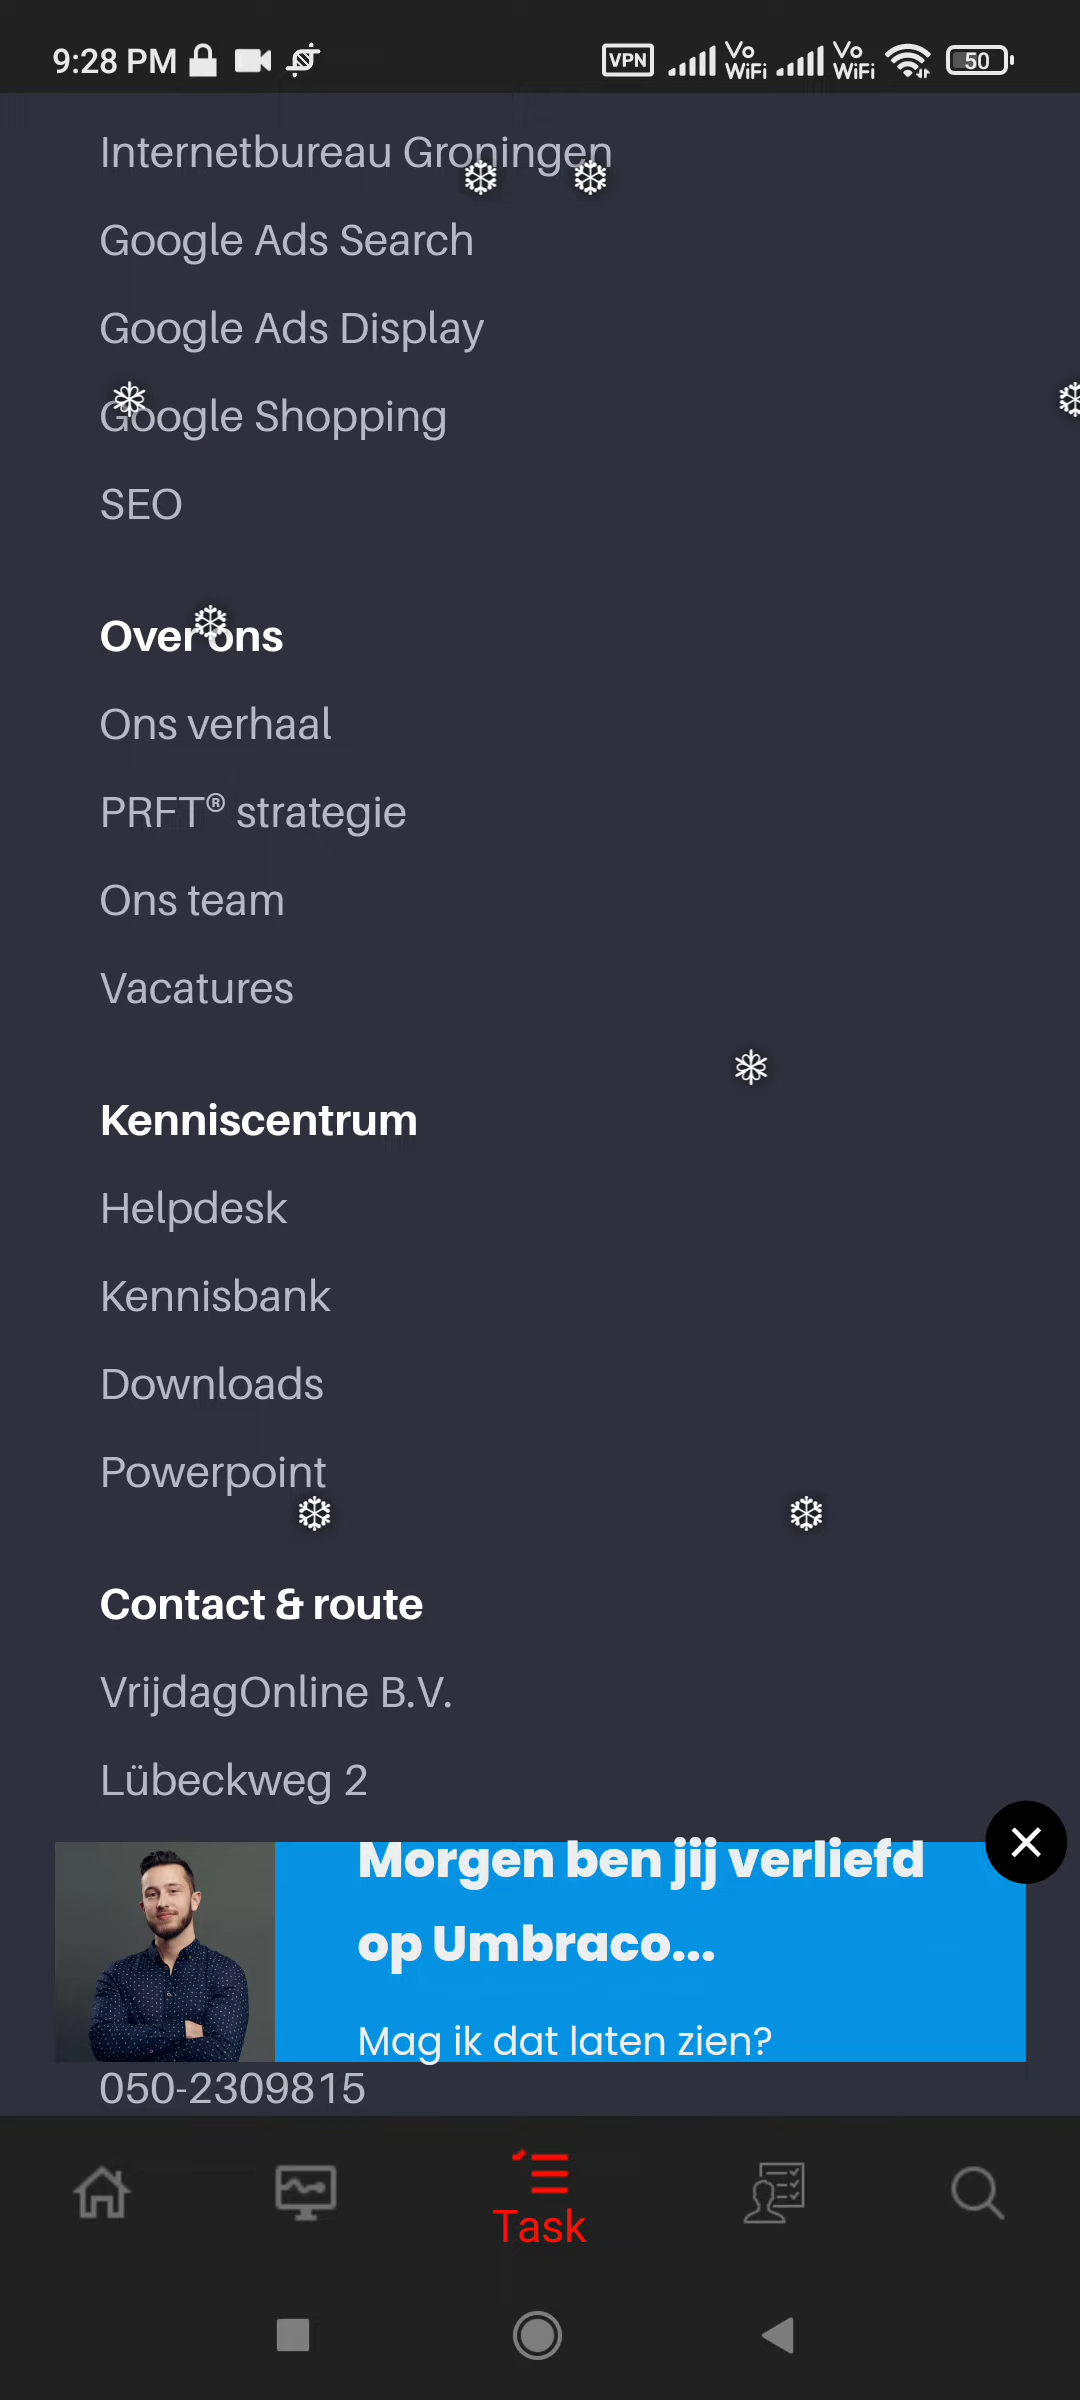 9:28 PM
VPN
Vo
WiFi
Vo
WiFi
50
Internetbureau Groningen
Google Ads Search
Google Ads Display
Google Shopping
SEO
Over ons
Ons verhaal
PRFT® strategie
Ons team
Vacatures
Kenniscentrum
Helpdesk
Kennisbank
Downloads
Powerpoint
Contact & route
VrijdagOnline B.V.
Lübeckweg 2
Morgen ben jij verliefd
op Umbraco...
Mag ik dat laten zien?
050-2309815
Task